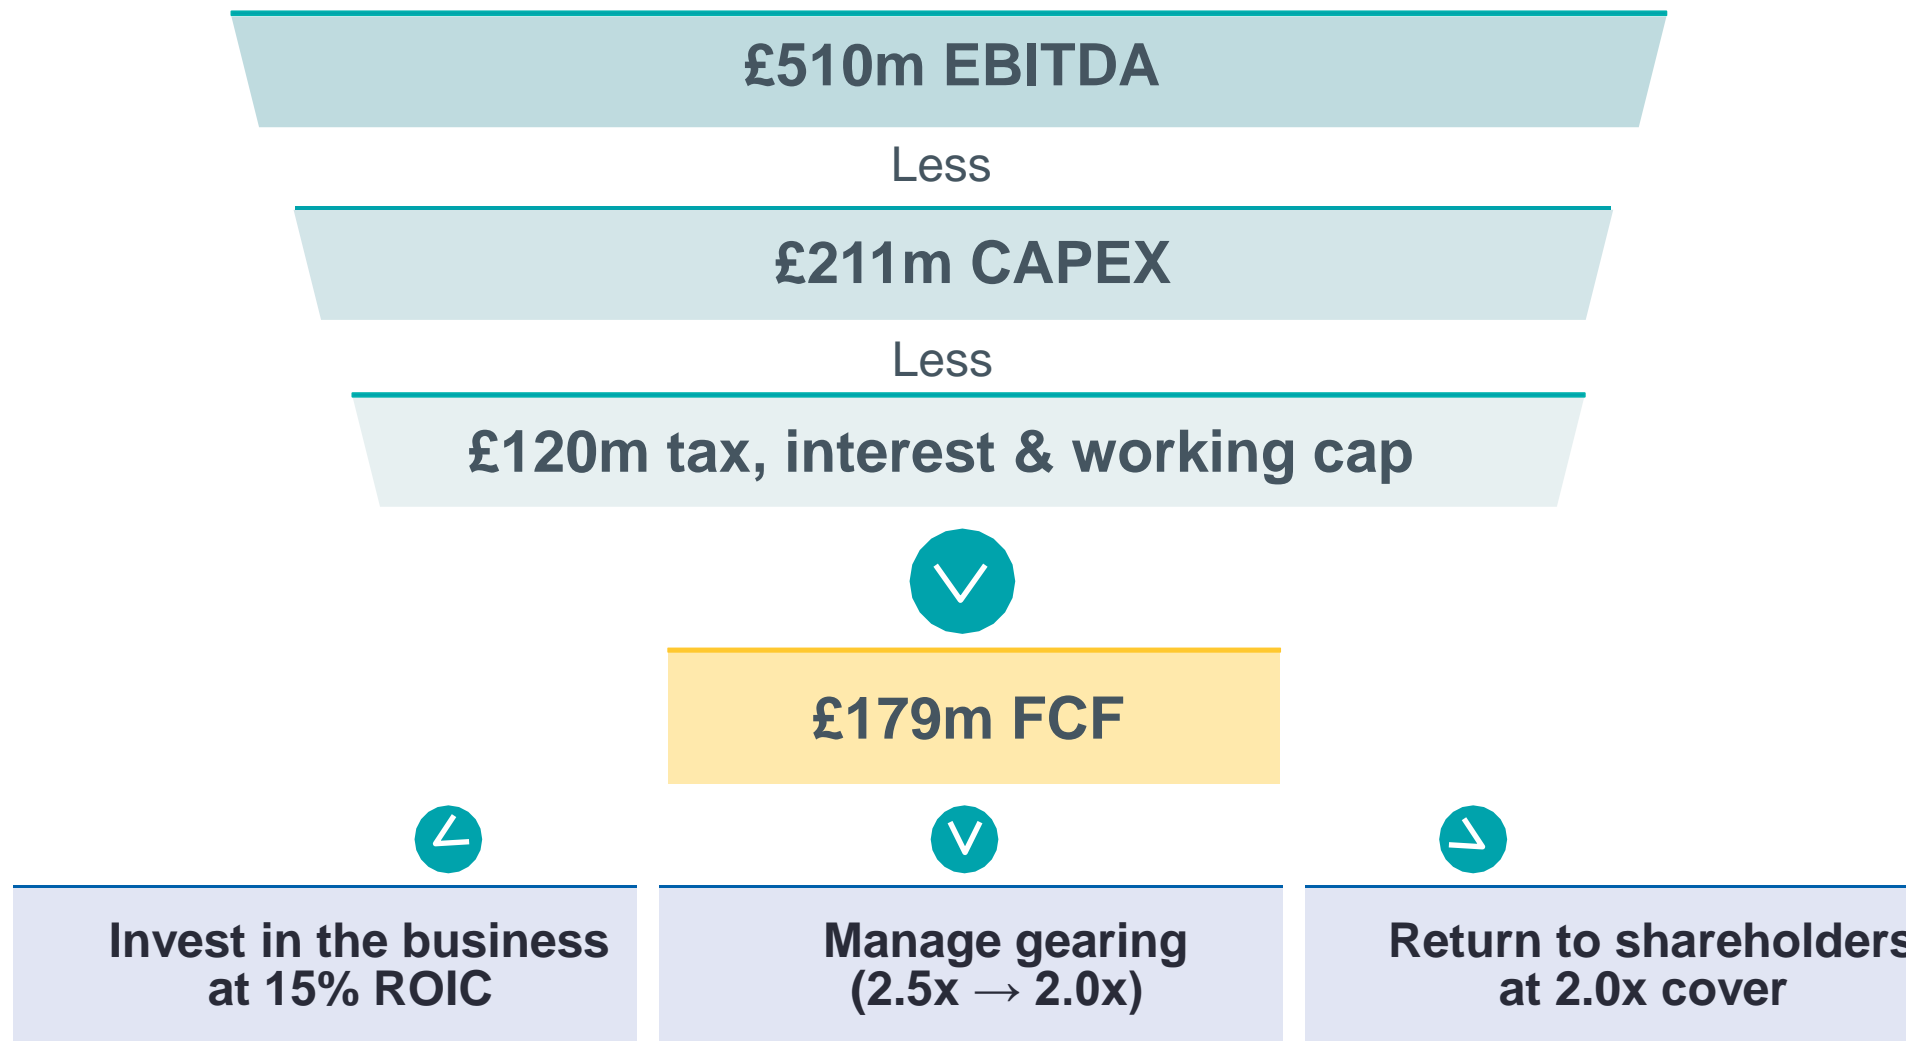 £510m EBITDA
Less
£211m CAPEX
Less
£120m tax, interest & working cap
£179m FCF
Invest in the business
at 15% ROIC
Manage gearing
(2.5x → 2.0x)
Return to shareholders
at 2.0x cover